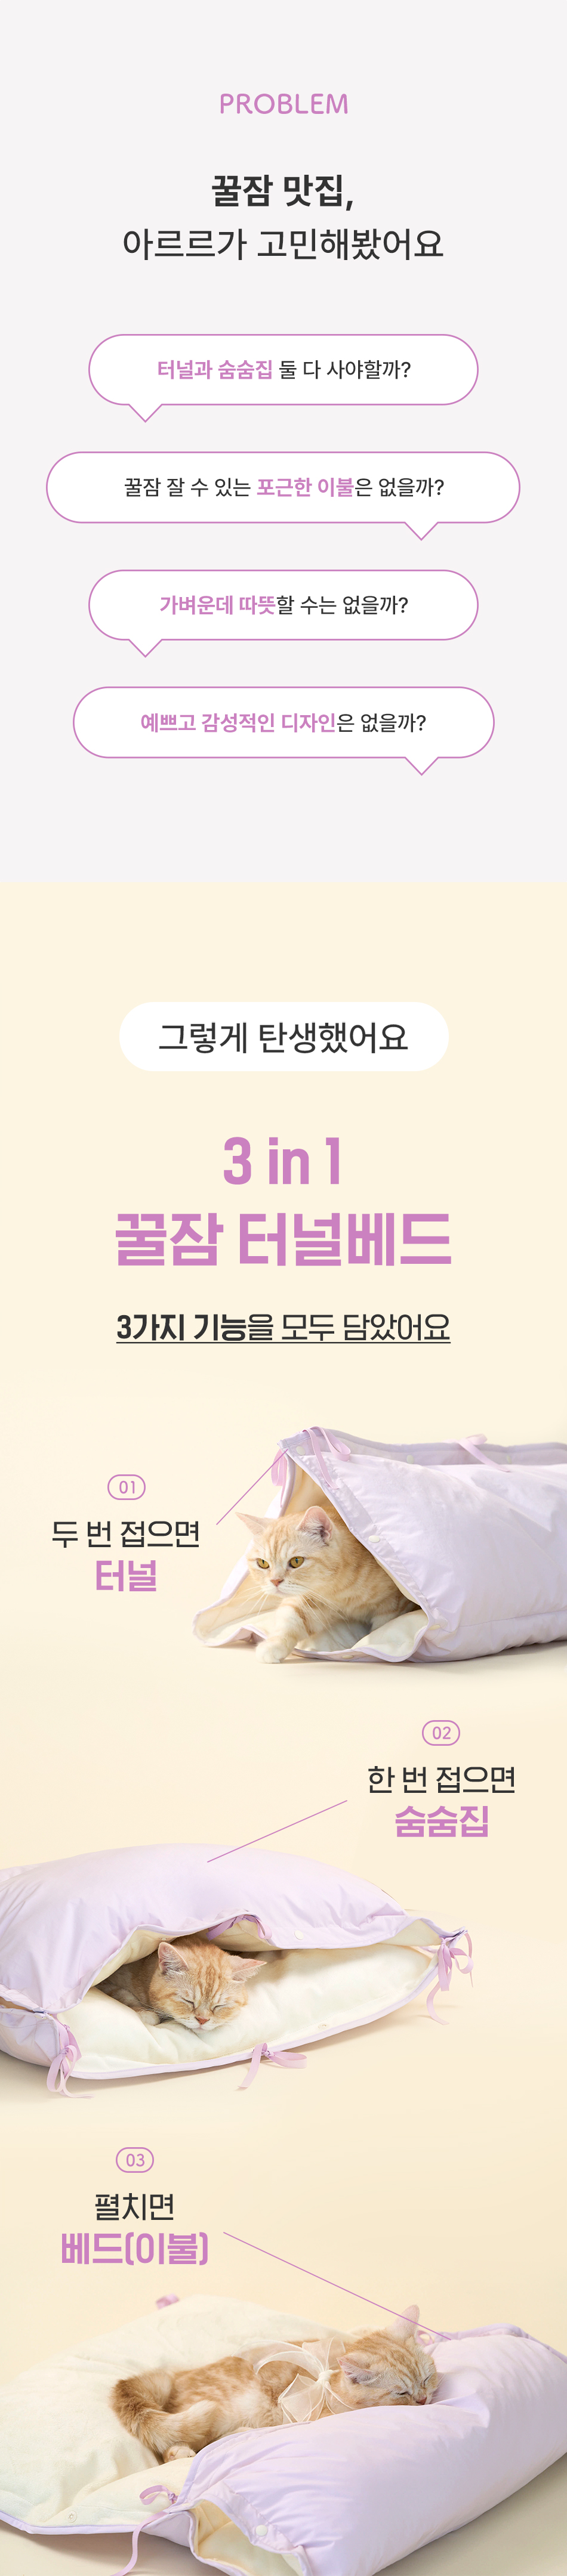 PROBLEM
꿀잠 맛집,
아르르가 고민해봤어요
터널과 숨숨집 둘 다 사야할까?
꿀잠 잘 수 있는 포근한 이불은 없을까?
가벼운데 따뜻할 수는 없을까?
예쁘고 감성적인 디자인은 없을까?
그렇게 탄생했어요
3 in 1
꿀잠 터널베드
3가지 기능을 모두 담았어요
01
두 번 접으면
터널
02
한 번 접으면
숨숨집
03
펼치면
베드(이불)